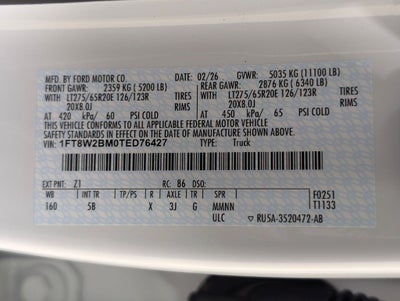 MFD. BY FORD MOTOR CO. 02/26 GVWR: 5035 KG (11100 LB)
FRONT GAWR: 2359 KG (5200 LB) REAR GAWR: 2876 KG (6340 LB)
LT275/65R20E 126/123R TIRES LT275/65R20E 126/123R TIRES
20X8.0J RIMS 20X8.0J RIMS
AT 420 kPa/ 60 PSI COLD AT 450 kPa/ 65 PSI COLD
THIS VEHICLE CONFORMS TO ALL APPLICABLE FEDERAL MOTOR VEHICLE
SAFETY STANDARDS IN EFFECT ON THE DATE OF MANUFACTURE SHOWN ABOVE.
VIN: 1FT8W2BM0TED76427 TYPE: Truck
EXT PNT: Z1 RC: 86 DSO:
WB INT TR TP/PS R AXLE TR SPR F0251
160 5B X 3J G MMNN T1133
ULC RU5A-3520472-AB